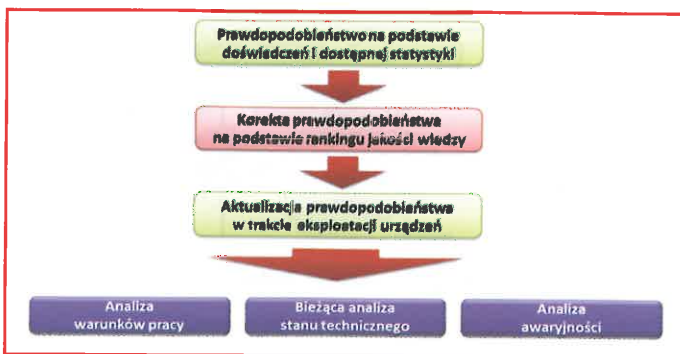 Prawdopodobieństwo na podstawie
doświadczeń i dostępnej statystyki
Korekta prawdopodobieństwa
na podstawie rankingu jakości wiedzy
Aktualizacja prawdopodobieństwa
w trakcie eksploatacji urządzeń
Analiza
warunków pracy
Bieżąca analiza
stanu technicznego
Analiza
awaryjności